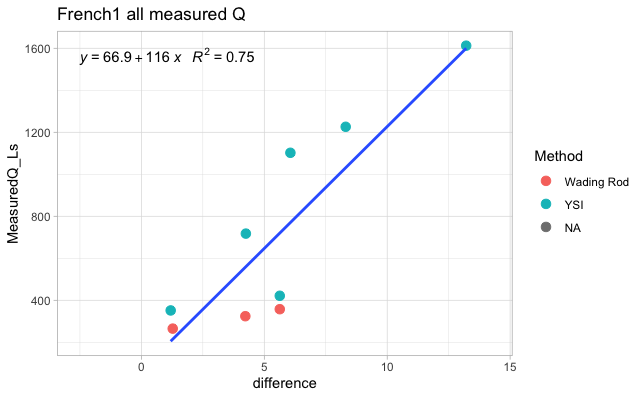 French1 all measured Q
y = 66.9 + 116 x R² = 0.75
1600
1200
800
400
MeasuredQ_Ls
0 5 10 15
difference
Method
Wading Rod
YSI
NA